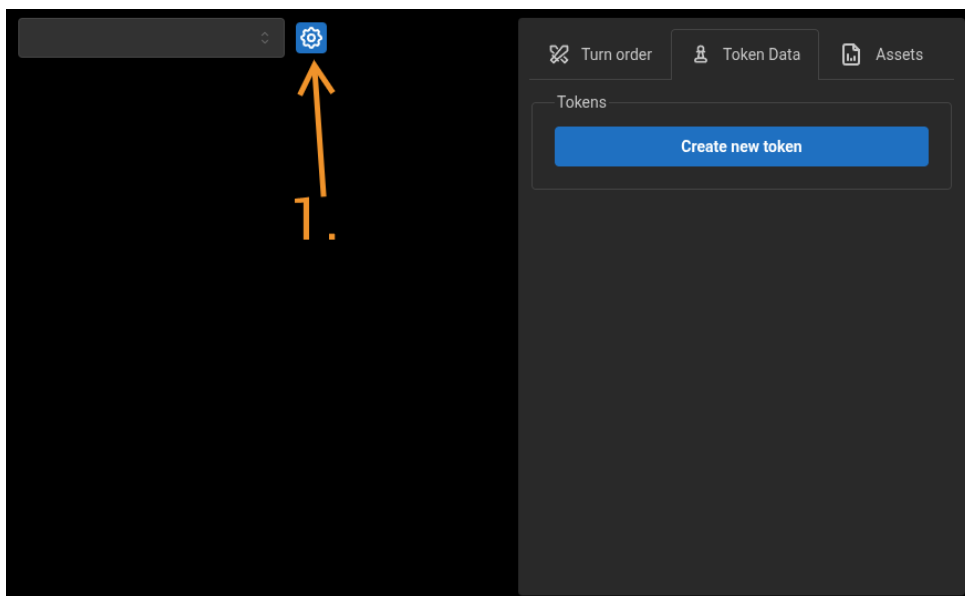 Turn order
Token Data
Assets
Tokens
Create new token
1.